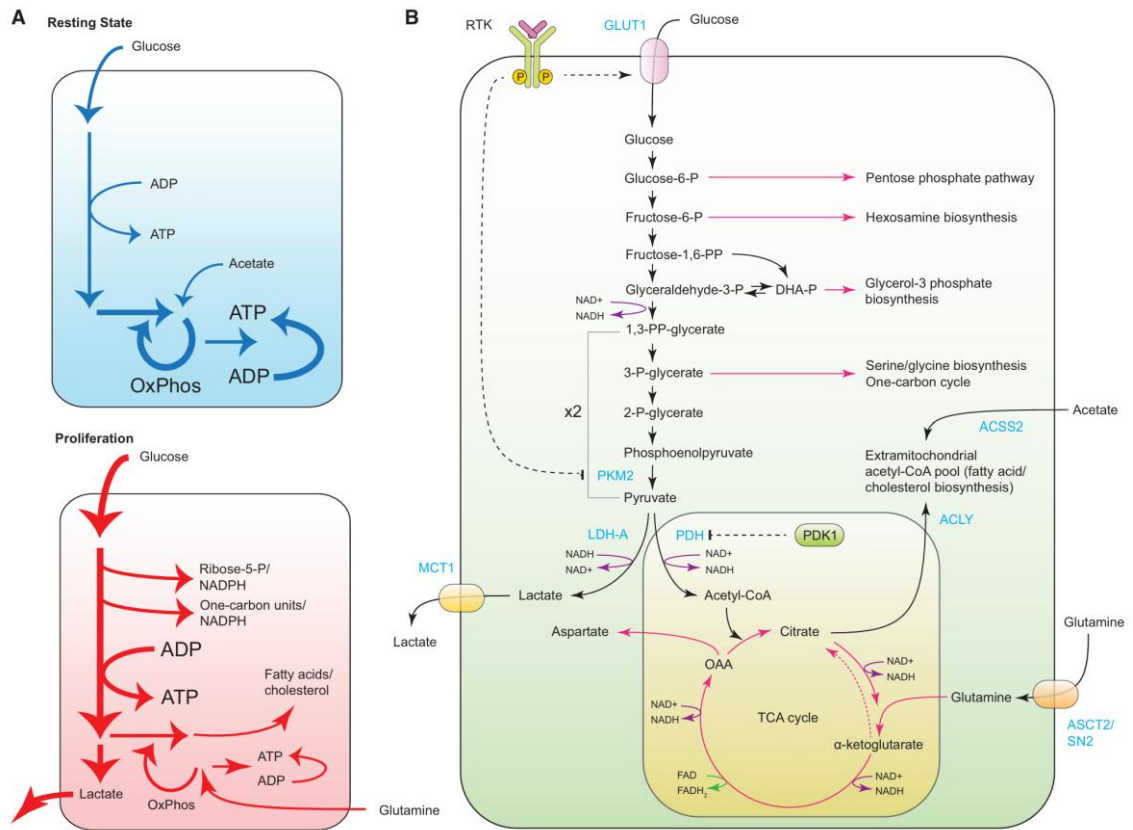 A
Resting State
Glucose
ADP
ATP
Acetate
ATP
OxPhos
ADP
Proliferation
Glucose
Ribose-5-P/
NADPH
One-carbon units/
NADPH
ADP
ATP
Fatty acids/
cholesterol
ATP
ADP
Lactate
OxPhos
Glutamine
B
RTK
GLUT1
Glucose
P
P
Glucose
Glucose-6-P
Pentose phosphate pathway
Fructose-6-P
Hexosamine biosynthesis
Fructose-1,6-PP
Glyceraldehyde-3-P
DHA-P
Glycerol-3 phosphate
biosynthesis
NAD+
NADH
1,3-PP-glycerate
3-P-glycerate
Serine/glycine biosynthesis
One-carbon cycle
x2
2-P-glycerate
Acetate
ACSS2
Phosphoenolpyruvate
Extramitochondrial
acetyl-CoA pool (fatty acid/
cholesterol biosynthesis)
PKM2
Pyruvate
ACLY
LDH-A
PDH
PDK1
NADH
NAD+
NAD+
NADH
MCT1
Lactate
Acetyl-CoA
Lactate
Aspartate
Citrate
Glutamine
OAA
NAD+
NADH
Glutamine
NAD+
NADH
TCA cycle
ASCT2/
SN2
α-ketoglutarate
FAD
FADH2
NAD+
NADH